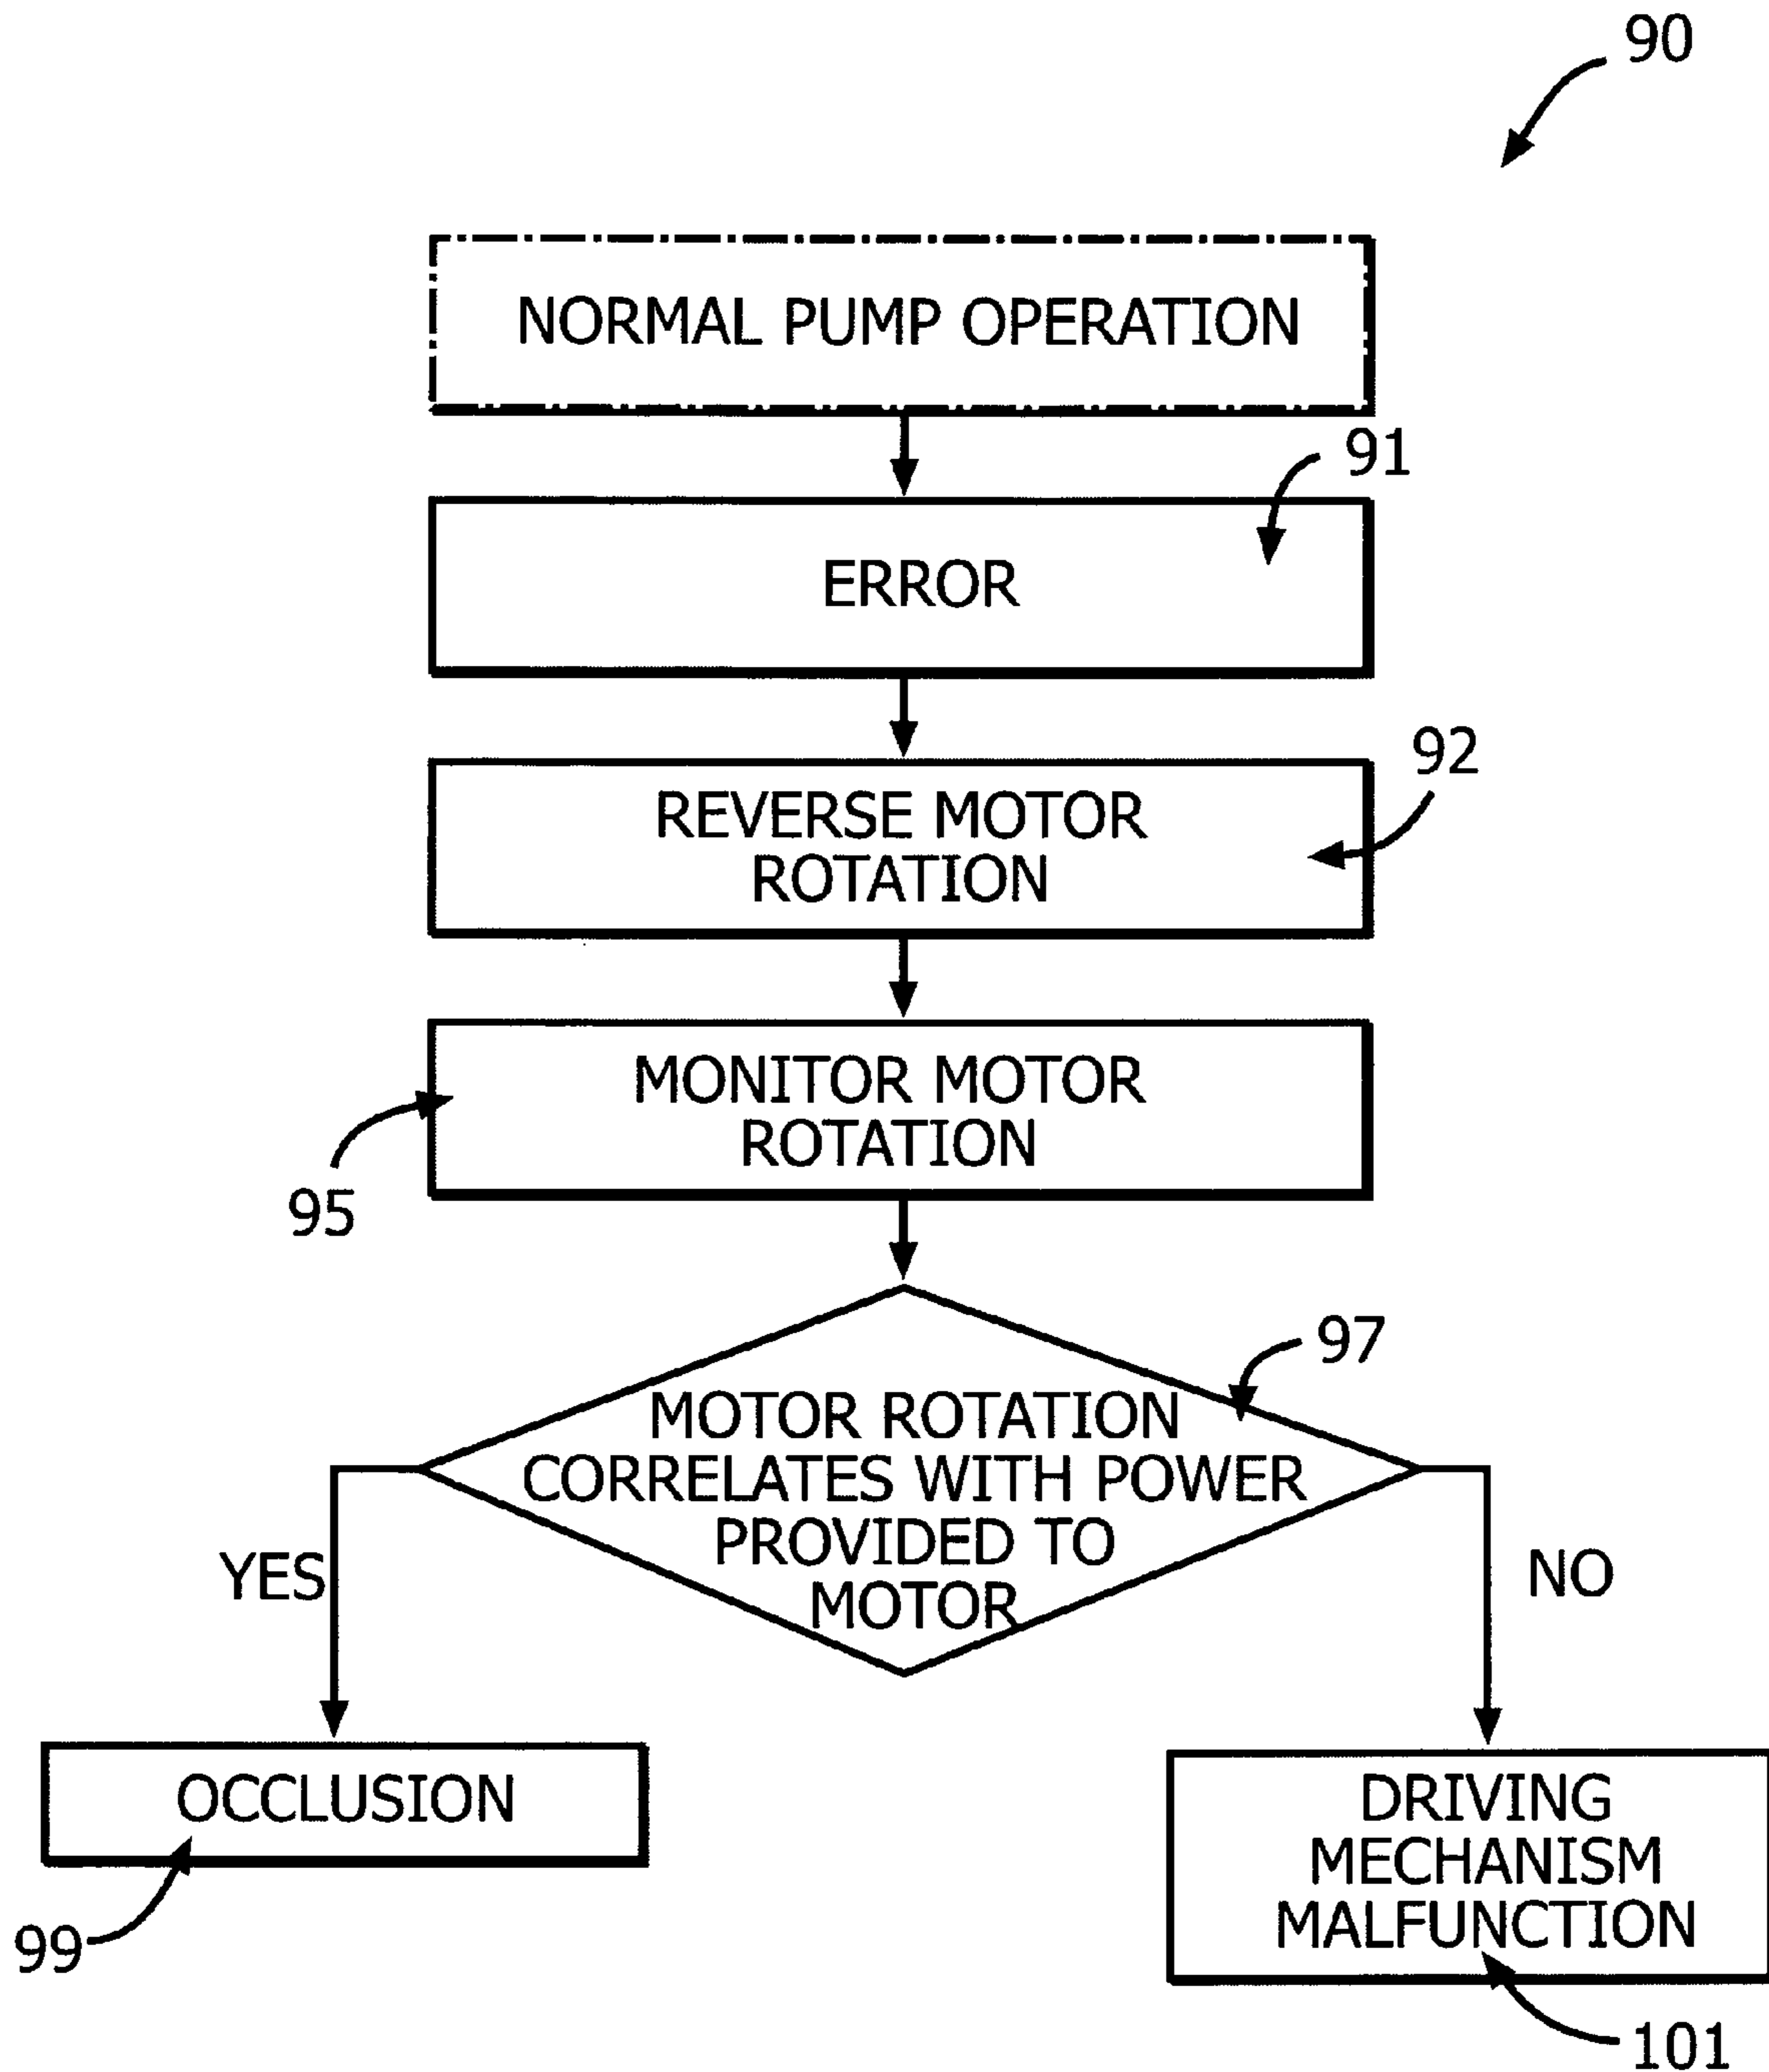 90
NORMAL PUMP OPERATION
91
ERROR
92
REVERSE MOTOR
ROTATION
MONITOR MOTOR
ROTATION
95
97
MOTOR ROTATION
CORRELATES WITH POWER
PROVIDED TO
MOTOR
YES
NO
OCCLUSION
DRIVING
MECHANISM
MALFUNCTION
99
101